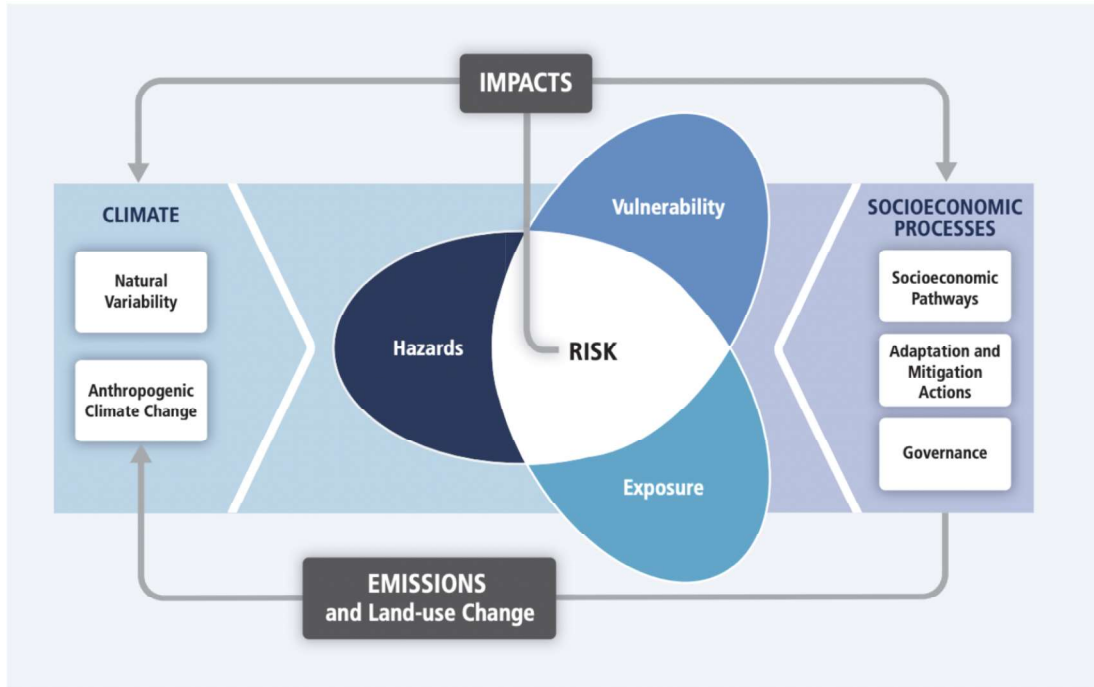 IMPACTS
CLIMATE
Natural
Variability
Anthropogenic
Climate Change
Vulnerability
Hazards
RISK
Exposure
SOCIOECONOMIC
PROCESSES
Socioeconomic
Pathways
Adaptation and
Mitigation
Actions
Governance
EMISSIONS
and Land-use Change